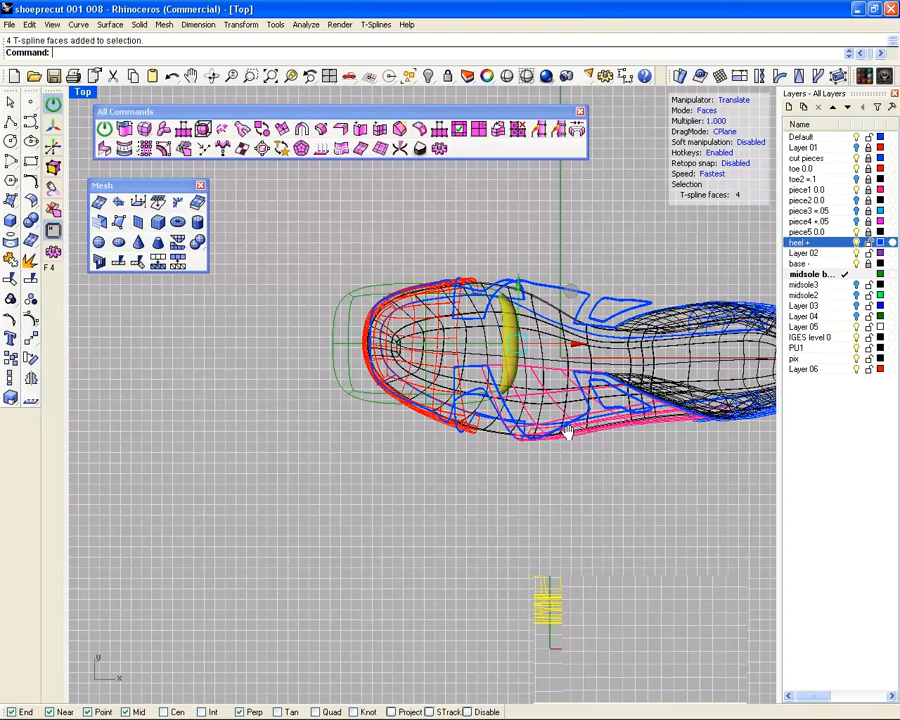 shoeprecut 001 008 - Rhinoceros (Commercial) - [Top]
File Edit View Curve Surface Solid Mesh Dimension Transform Tools Analyze Render T-Splines Help
4 T-spline faces added to selection.
Command:
Top
All Commands
Mesh
F 4
Manipulator: Translate
Mode: Faces
Multiplier: 1.000
DragMode: CPlane
Soft manipulation: Disabled
Hotkeys: Enabled
Retopo snap: Disabled
Speed: Fastest
Selection
T-spline faces: 4
Layers - All Layers
Name
Default
Layer 01
cut pieces
toe 0.0
toe2 =.1
piece1 0.0
piece2 0.0
piece3 =.05
piece4 +.05
piece5 0.0
heel +
Layer 02
base -
midsole b...
midsole3
midsole2
Layer 03
Layer 04
Layer 05
IGES level 0
PU1
pix
Layer 06
y
x
End Near Point Mid Cen Int Perp Tan Quad Knot Project STrack Disable